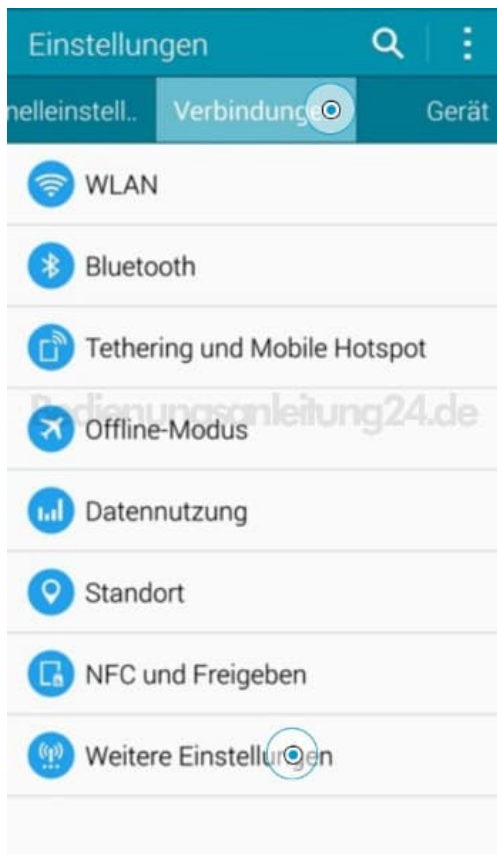 Einstellungen
nelleinstell.. Verbindungen Gerät
WLAN
Bluetooth
Tethering und Mobile Hotspot
Bedienungsanleitung24.de
Offline-Modus
Datennutzung
Standort
NFC und Freigeben
Weitere Einstellungen